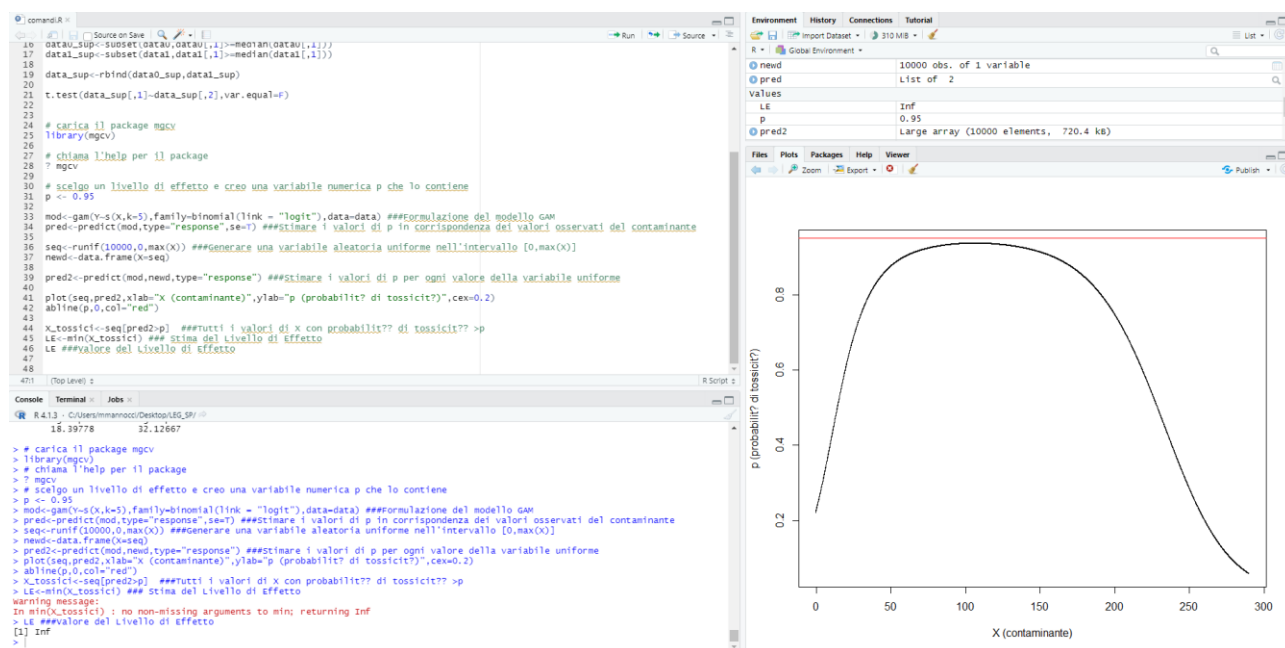 comandi.R
Source on Save
Run
Source
16 data0_sup<-subset(data0,data0[,1]>=median(data0[,1]))
17 data1_sup<-subset(data1,data1[,1]>=median(data1[,1]))
18
19 data_sup<-rbind(data0_sup,data1_sup)
20
21 t.test(data_sup[,1]~data_sup[,2],var.equal=F)
22
23
24 # carica il package mgcv
25 library(mgcv)
26
27 # chiama l'help per il package
28 ? mgcv
29
30 # scelgo un livello di effetto e creo una variabile numerica p che lo contiene
31 p <- 0.95
32
33 mod<-gam(Y~s(X,k=5),family=binomial(link = "logit"),data=data) ###Formulazione del modello GAM
34 pred<-predict(mod,type="response",se=T) ###Stimare i valori di p in corrispondenza dei valori osservati del contaminante
35
36 seq<-runif(10000,0,max(X)) ###Generare una variabile aleatoria uniforme nell'intervallo [0,max(X)]
37 newd<-data.frame(X=seq)
38
39 pred2<-predict(mod,newd,type="response") ###Stimare i valori di p per ogni valore della variabile uniforme
40
41 plot(seq,pred2,xlab="X (contaminante)",ylab="p (probabilit? di tossicit?)",cex=0.2)
42 abline(p,0,col="red")
43
44 X_tossici<-seq[pred2>p] ###Tutti i valori di X con probabilit?? di tossicit?? >p
45 LE<-min(X_tossici) ### Stima del Livello di Effetto
46 LE ###Valore del Livello di Effetto
47
48
47:1 (Top Level) R Script
Console Terminal Jobs
R 4.1.3 · C:/Users/mmannocci/Desktop/LEG_SP/
18.39778 32.12667
> # carica il package mgcv
> library(mgcv)
> # chiama l'help per il package
> ? mgcv
> # scelgo un livello di effetto e creo una variabile numerica p che lo contiene
> p <- 0.95
> mod<-gam(Y~s(X,k=5),family=binomial(link = "logit"),data=data) ###Formulazione del modello GAM
> pred<-predict(mod,type="response",se=T) ###Stimare i valori di p in corrispondenza dei valori osservati del contaminante
> seq<-runif(10000,0,max(X)) ###Generare una variabile aleatoria uniforme nell'intervallo [0,max(X)]
> newd<-data.frame(X=seq)
> pred2<-predict(mod,newd,type="response") ###Stimare i valori di p per ogni valore della variabile uniforme
> plot(seq,pred2,xlab="X (contaminante)",ylab="p (probabilit? di tossicit?)",cex=0.2)
> abline(p,0,col="red")
> X_tossici<-seq[pred2>p] ###Tutti i valori di X con probabilit?? di tossicit?? >p
> LE<-min(X_tossici) ### Stima del Livello di Effetto
Warning message:
In min(X_tossici) : no non-missing arguments to min; returning Inf
> LE ###Valore del Livello di Effetto
[1] Inf
>
Environment History Connections Tutorial
Import Dataset 310 MiB List
R Global Environment
newd 10000 obs. of 1 variable
pred List of 2
Values
LE Inf
p 0.95
pred2 Large array (10000 elements, 720.4 kB)
Files Plots Packages Help Viewer
Zoom Export Publish
p (probabilit? di tossicit?)
0.8
0.6
0.4
0.2
0 50 100 150 200 250 300
X (contaminante)